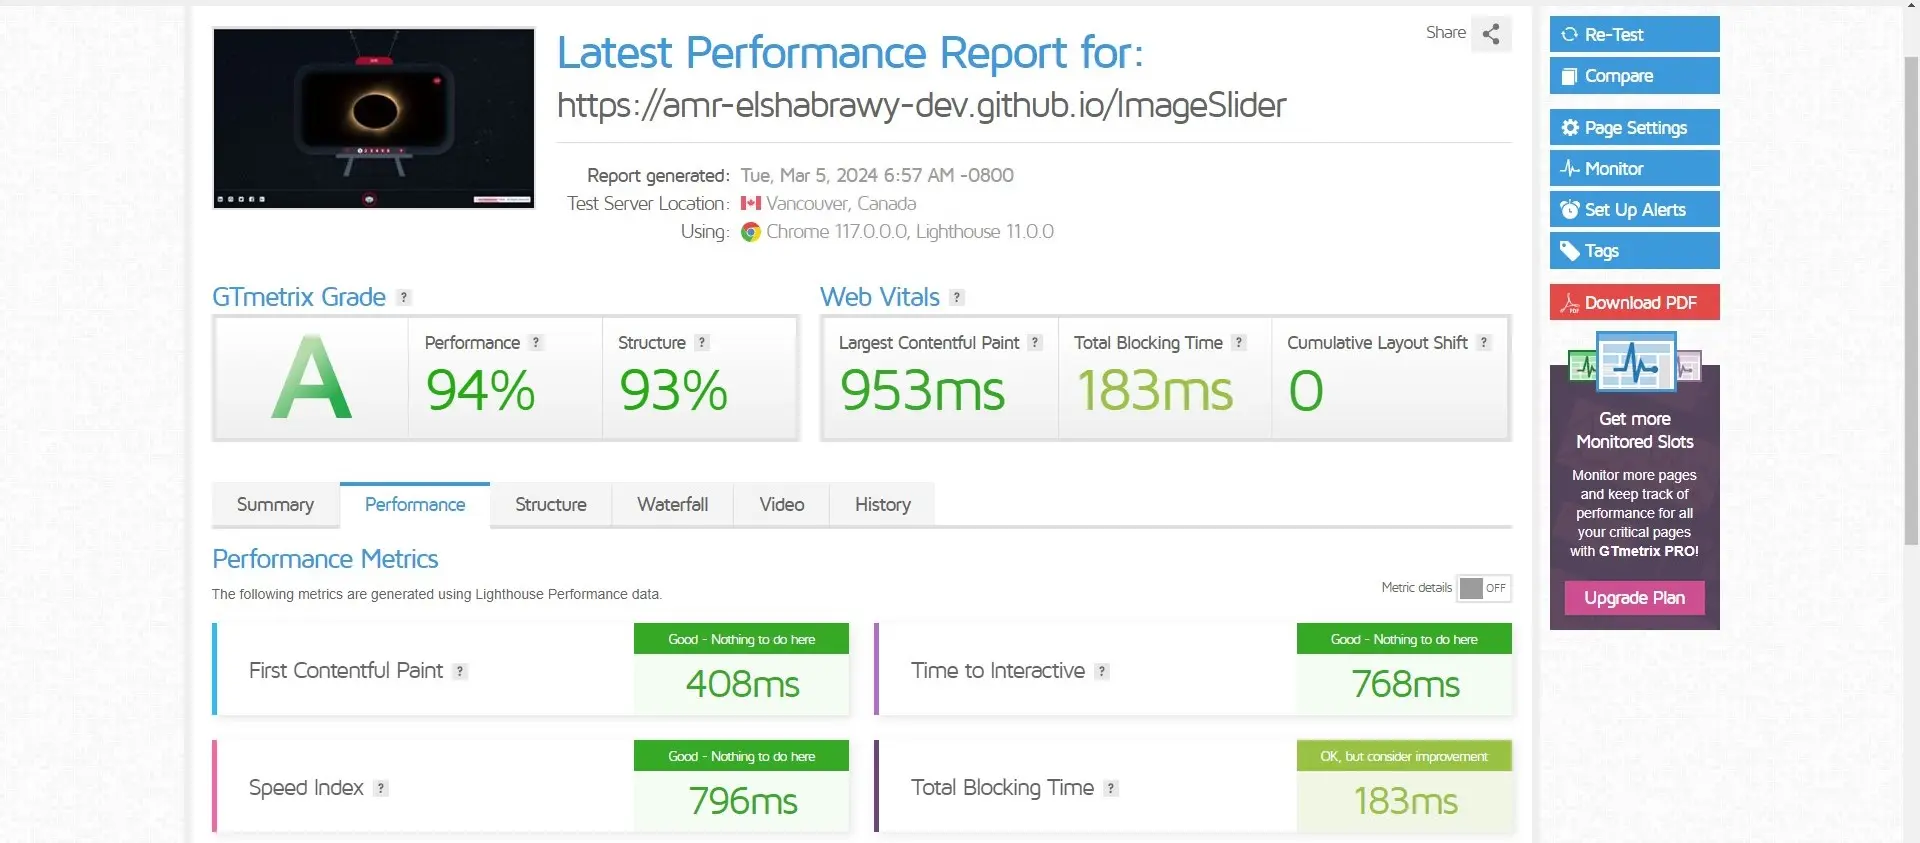 Latest Performance Report for:
https://amr-elshabrawy-dev.github.io/ImageSlider
Share
Report generated: Tue, Mar 5, 2024 6:57 AM -0800
Test Server Location: Vancouver, Canada
Using: Chrome 117.0.0.0, Lighthouse 11.0.0
GTmetrix Grade ?
A
Performance ?
94%
Structure ?
93%
Web Vitals ?
Largest Contentful Paint ?
953ms
Total Blocking Time ?
183ms
Cumulative Layout Shift ?
0
Summary
Performance
Structure
Waterfall
Video
History
Performance Metrics
The following metrics are generated using Lighthouse Performance data.
Metric details OFF
First Contentful Paint ?
Good - Nothing to do here
408ms
Time to Interactive ?
Good - Nothing to do here
768ms
Speed Index ?
Good - Nothing to do here
796ms
Total Blocking Time ?
OK, but consider improvement
183ms
Re-Test
Compare
Page Settings
Monitor
Set Up Alerts
Tags
Download PDF
Get more
Monitored Slots
Monitor more pages
and keep track of
performance for all
your critical pages
with GTmetrix PRO!
Upgrade Plan